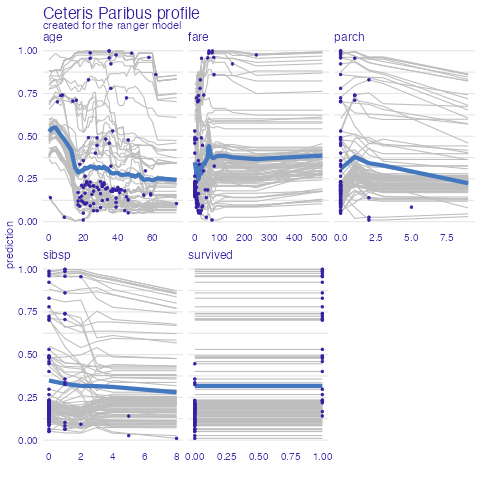 Ceteris Paribus profile
created for the ranger model
age fare parch
1.00
0.75
0.50
0.25
0.00
0 20 40 60 0 100 200 300 400 500 0.0 2.5 5.0 7.5
prediction
sibsp survived
1.00
0.75
0.50
0.25
0.00
0 2 4 6 8 0.00 0.25 0.50 0.75 1.00